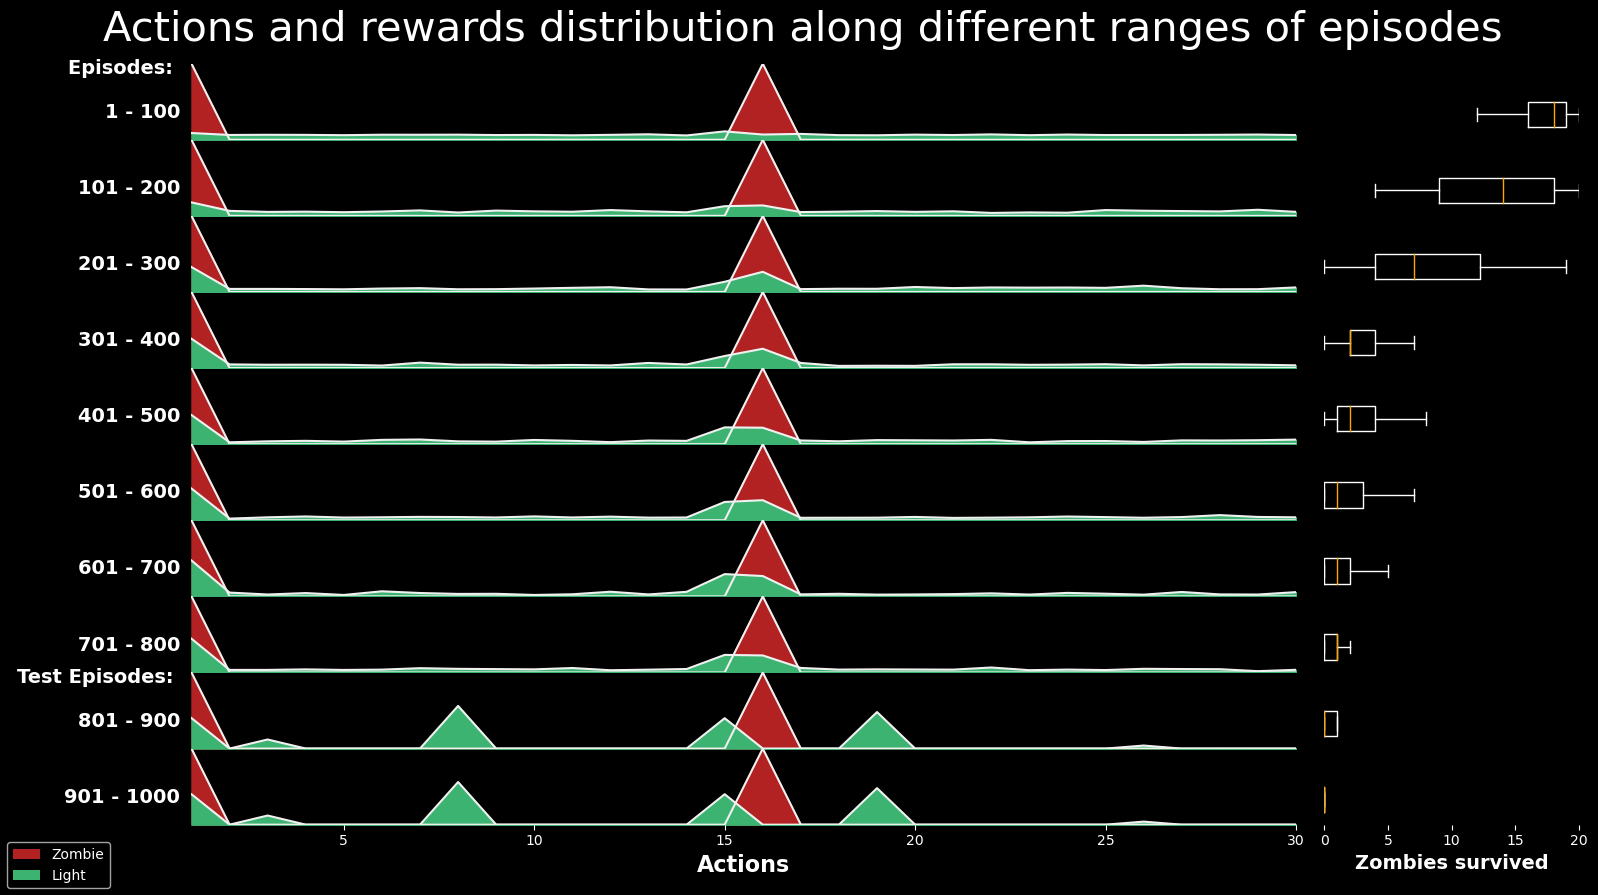 Actions and rewards distribution along different ranges of episodes
Episodes:
1 - 100
101 - 200
201 - 300
301 - 400
401 - 500
501 - 600
601 - 700
701 - 800
Test Episodes:
801 - 900
901 - 1000
5 10 15 20 25 30
0 5 10 15 20
Actions
Zombies survived
Zombie
Light